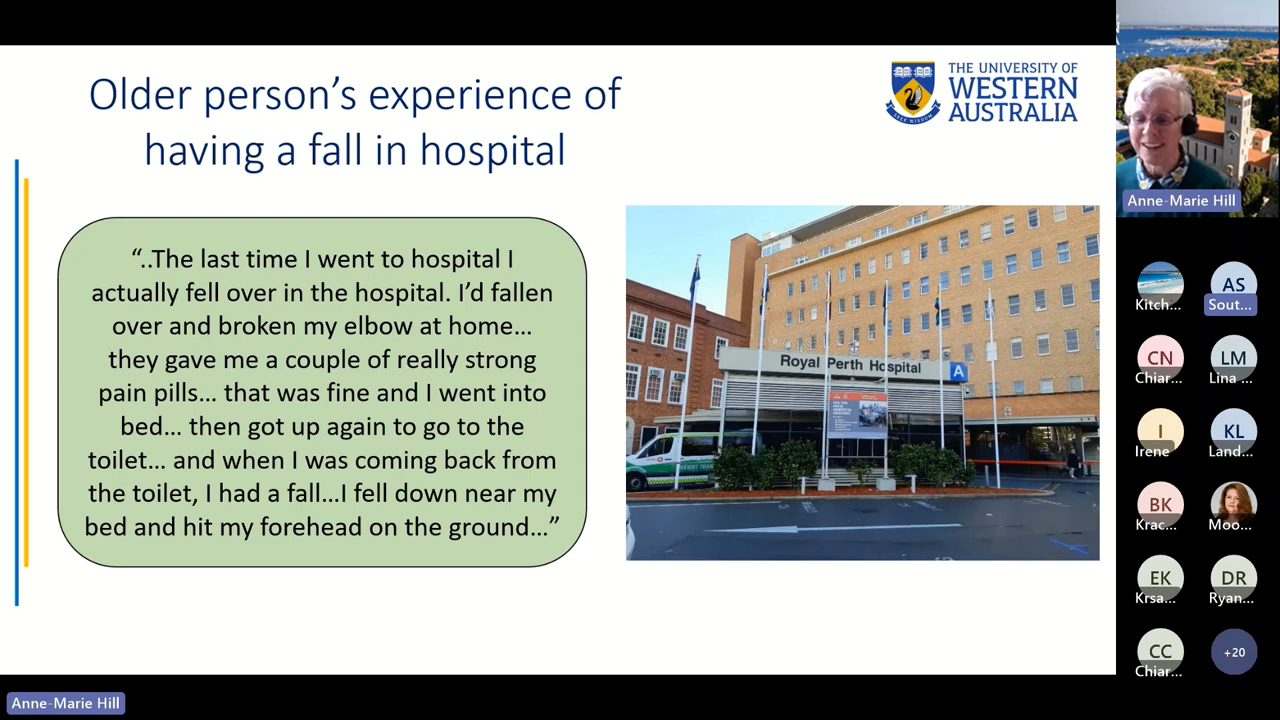 Older person’s experience of
having a fall in hospital
THE UNIVERSITY OF
WESTERN
AUSTRALIA
SEEK WISDOM
“..The last time I went to hospital I
actually fell over in the hospital. I’d fallen
over and broken my elbow at home…
they gave me a couple of really strong
pain pills… that was fine and I went into
bed… then got up again to go to the
toilet… and when I was coming back from
the toilet, I had a fall…I fell down near my
bed and hit my forehead on the ground…”
Royal Perth Hospital
A
Anne-Marie Hill
Kitch...
AS
Sout...
CN
Chiar...
LM
Lina ...
I
Irene
KL
Land...
BK
Krac...
Moo...
EK
Krsa...
DR
Ryan...
CC
Chiar...
+20
Anne-Marie Hill